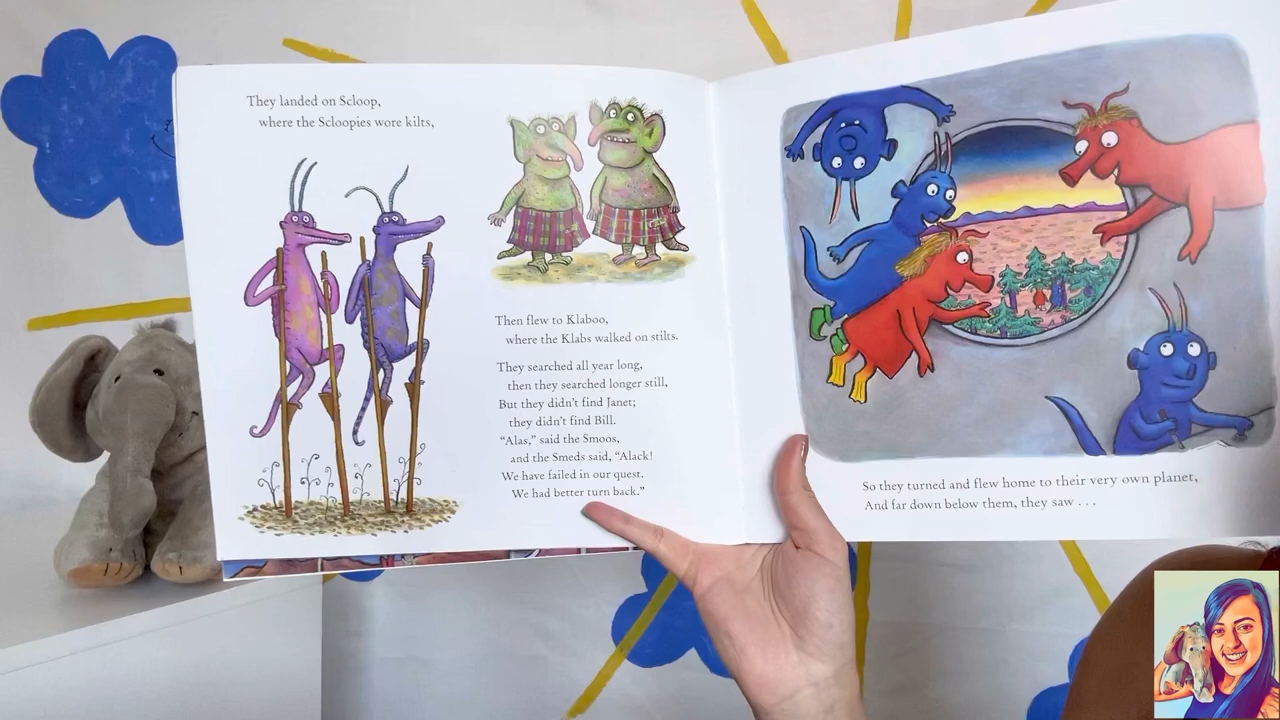 They landed on Scloop,
where the Scloopies wore kilts,
Then flew to Klaboo,
where the Klabs walked on stilts.
They searched all year long,
then they searched longer still,
But they didn't find Janet;
they didn't find Bill.
“Alas,” said the Smoos,
and the Smeds said, “Alack!
We have failed in our quest.
We had better turn back.”
So they turned and flew home to their very own planet,
And far down below them, they saw . . .